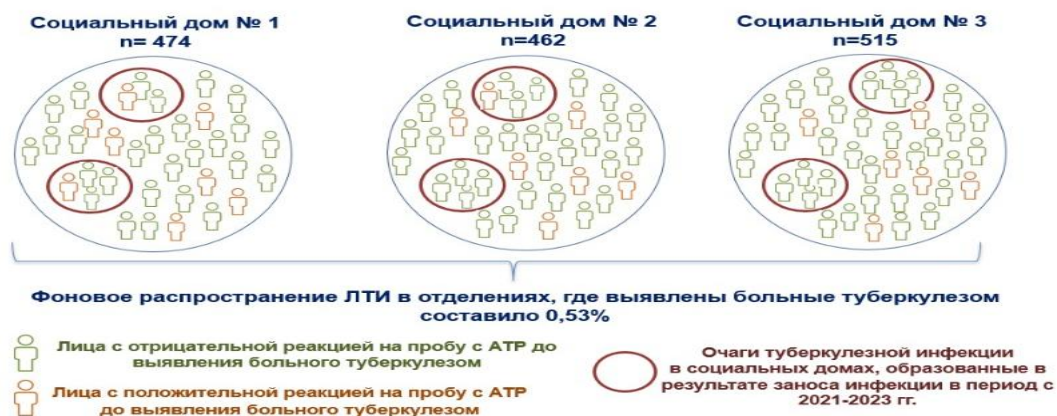 Социальный дом № 1
n= 474
Социальный дом № 2
n=462
Социальный дом № 3
n=515
Фоновое распространение ЛТИ в отделениях, где выявлены больные туберкулезом
составило 0,53%
Лица с отрицательной реакцией на пробу с АТР до
выявления больного туберкулезом
Лица с положительной реакцией на пробу с АТР
до выявления больного туберкулезом
Очаги туберкулезной инфекции
в социальных домах, образованные в
результате заноса инфекции в период с
2021-2023 гг.